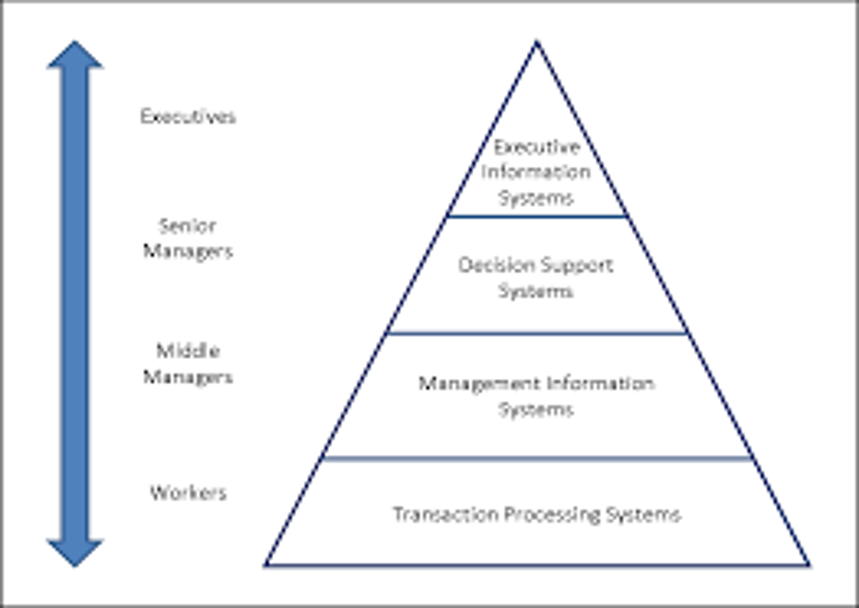 Executives
Executive
Information
Systems
Senior
Managers
Decision Support
Systems
Middle
Managers
Management Information
Systems
Workers
Transaction Processing Systems